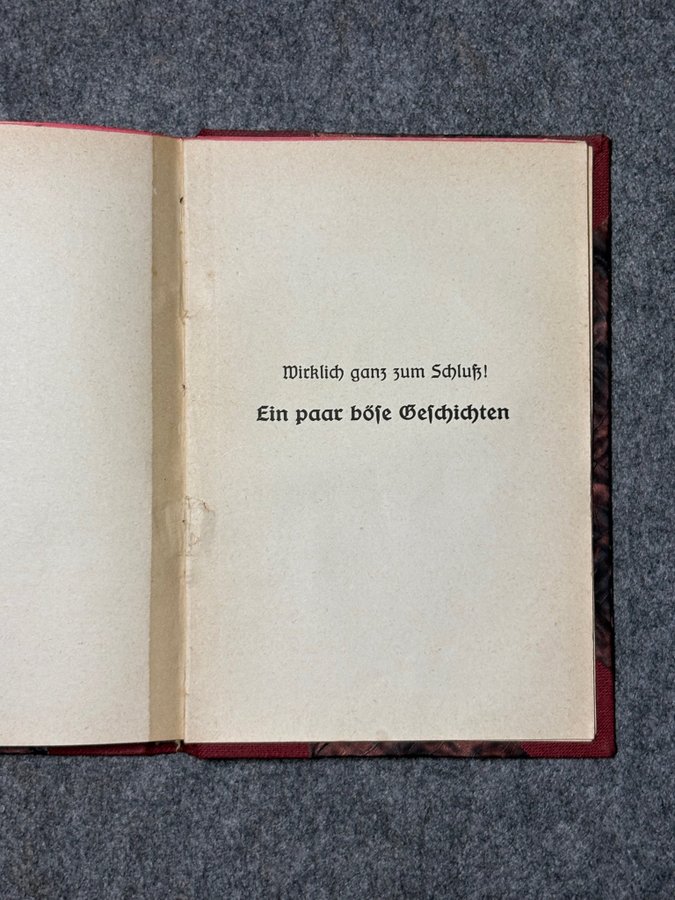 Wirklich ganz zum Schluß!
Ein paar böſe Geſchichten